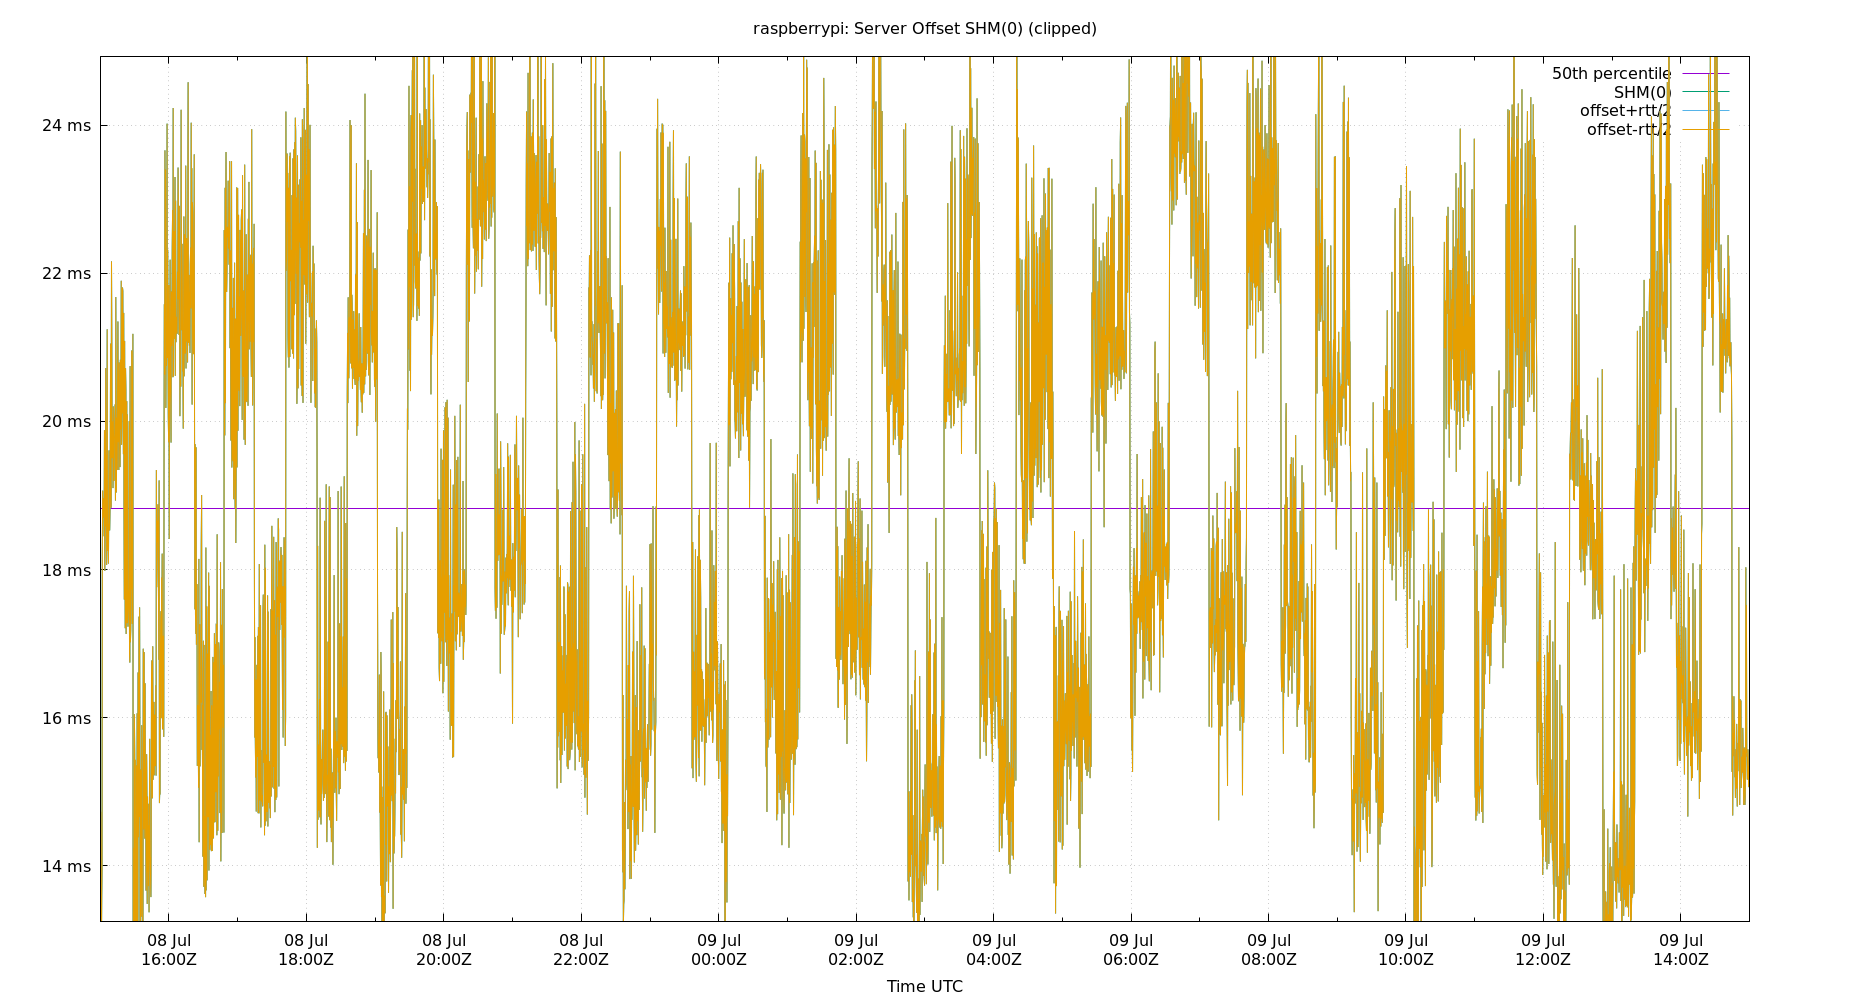 raspberrypi: Server Offset SHM(0) (clipped)
50th percentile
SHM(0)
offset+rtt/2
offset-rtt/2
24 ms
22 ms
20 ms
18 ms
16 ms
14 ms
08 Jul 08 Jul 08 Jul 08 Jul 09 Jul 09 Jul 09 Jul 09 Jul 09 Jul 09 Jul 09 Jul 09 Jul
16:00Z 18:00Z 20:00Z 22:00Z 00:00Z 02:00Z 04:00Z 06:00Z 08:00Z 10:00Z 12:00Z 14:00Z
Time UTC